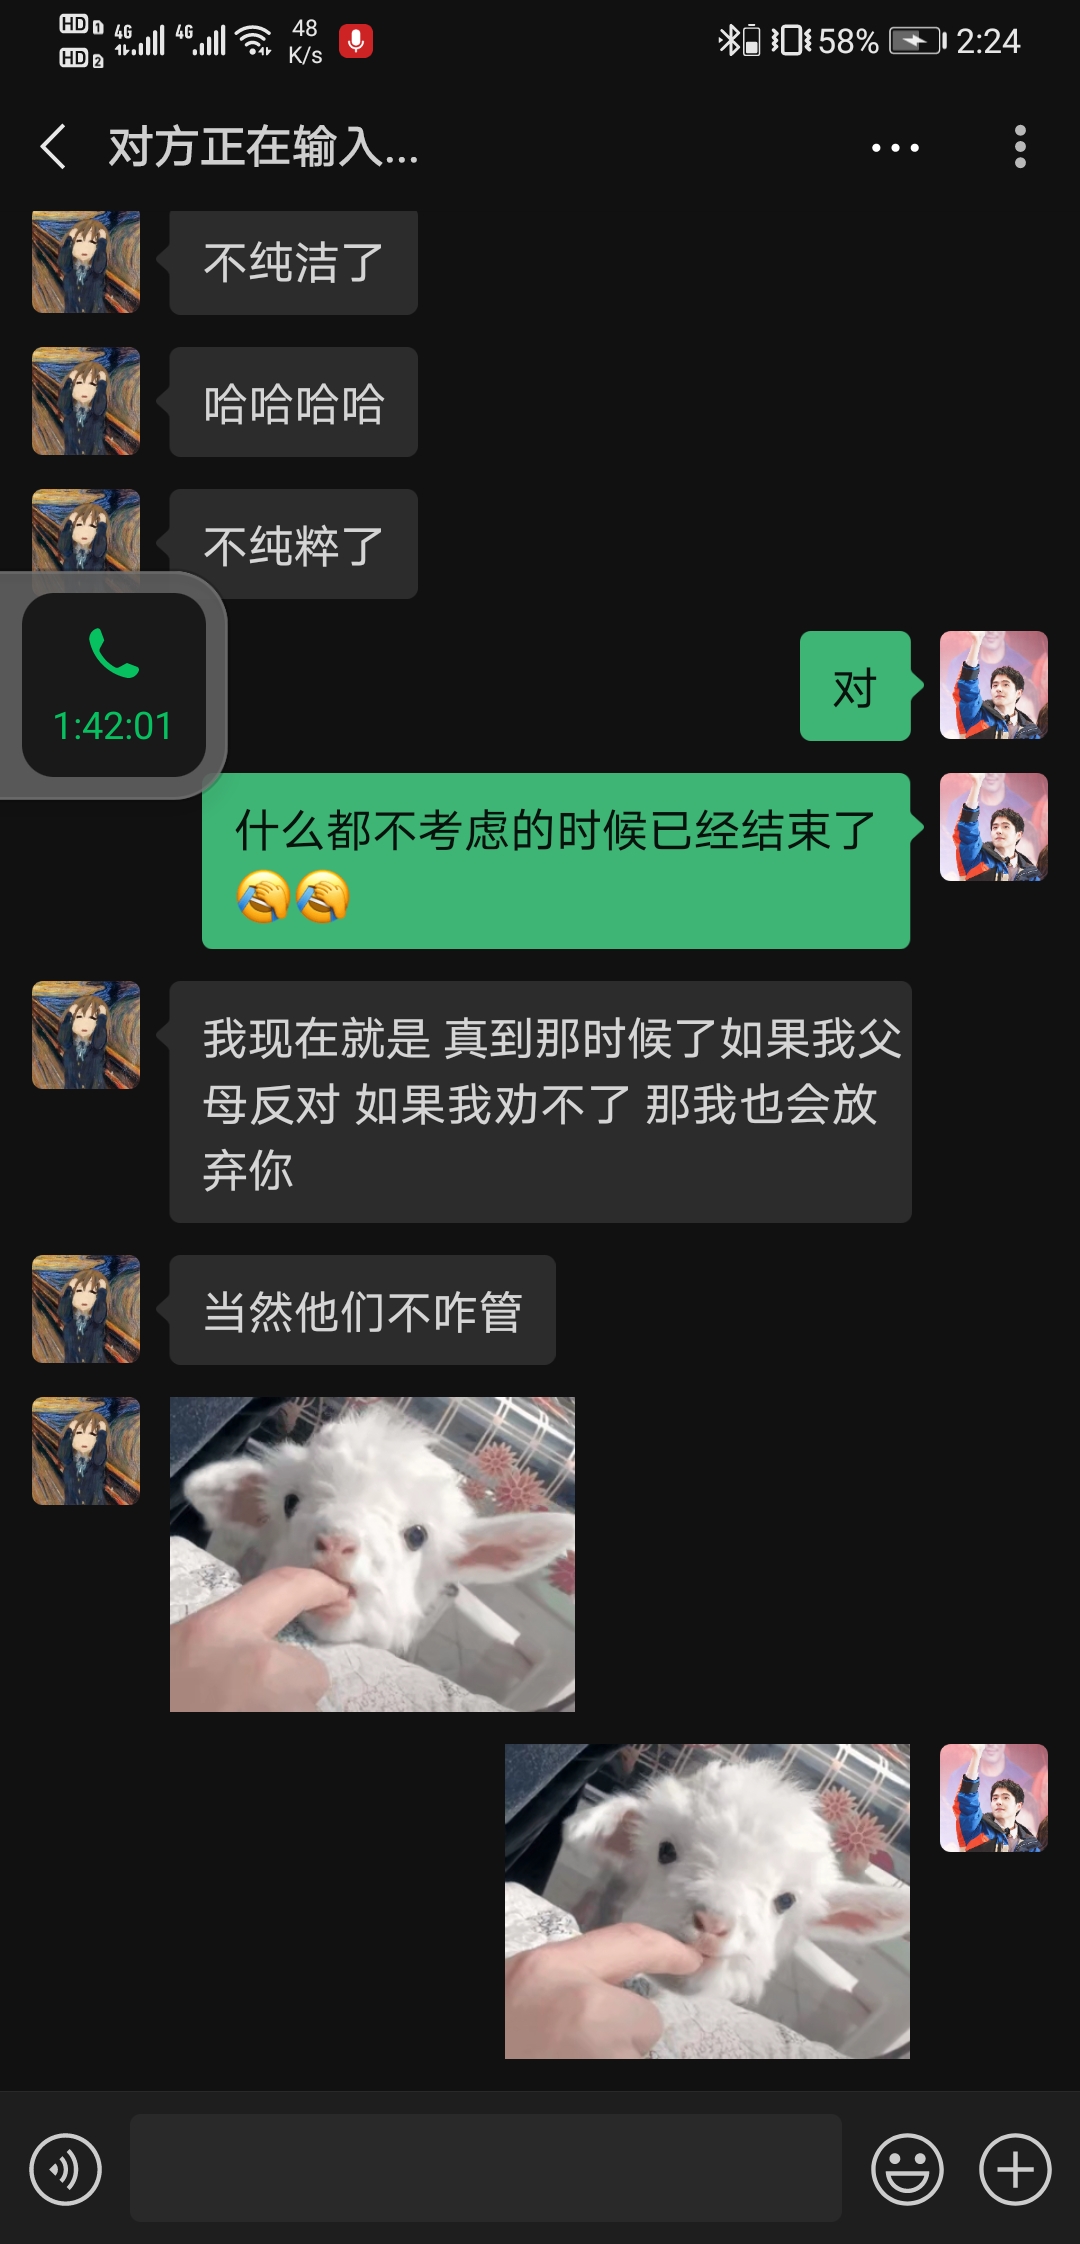 HD 1 4G 4G 48 58% 2:24
HD 2 K/s
对方正在输入...
不纯洁了
哈哈哈哈
不纯粹了
对
1:42:01
什么都不考虑的时候已经结束了
我现在就是 真到那时候了如果我父
母反对 如果我劝不了 那我也会放
弃你
当然他们不咋管